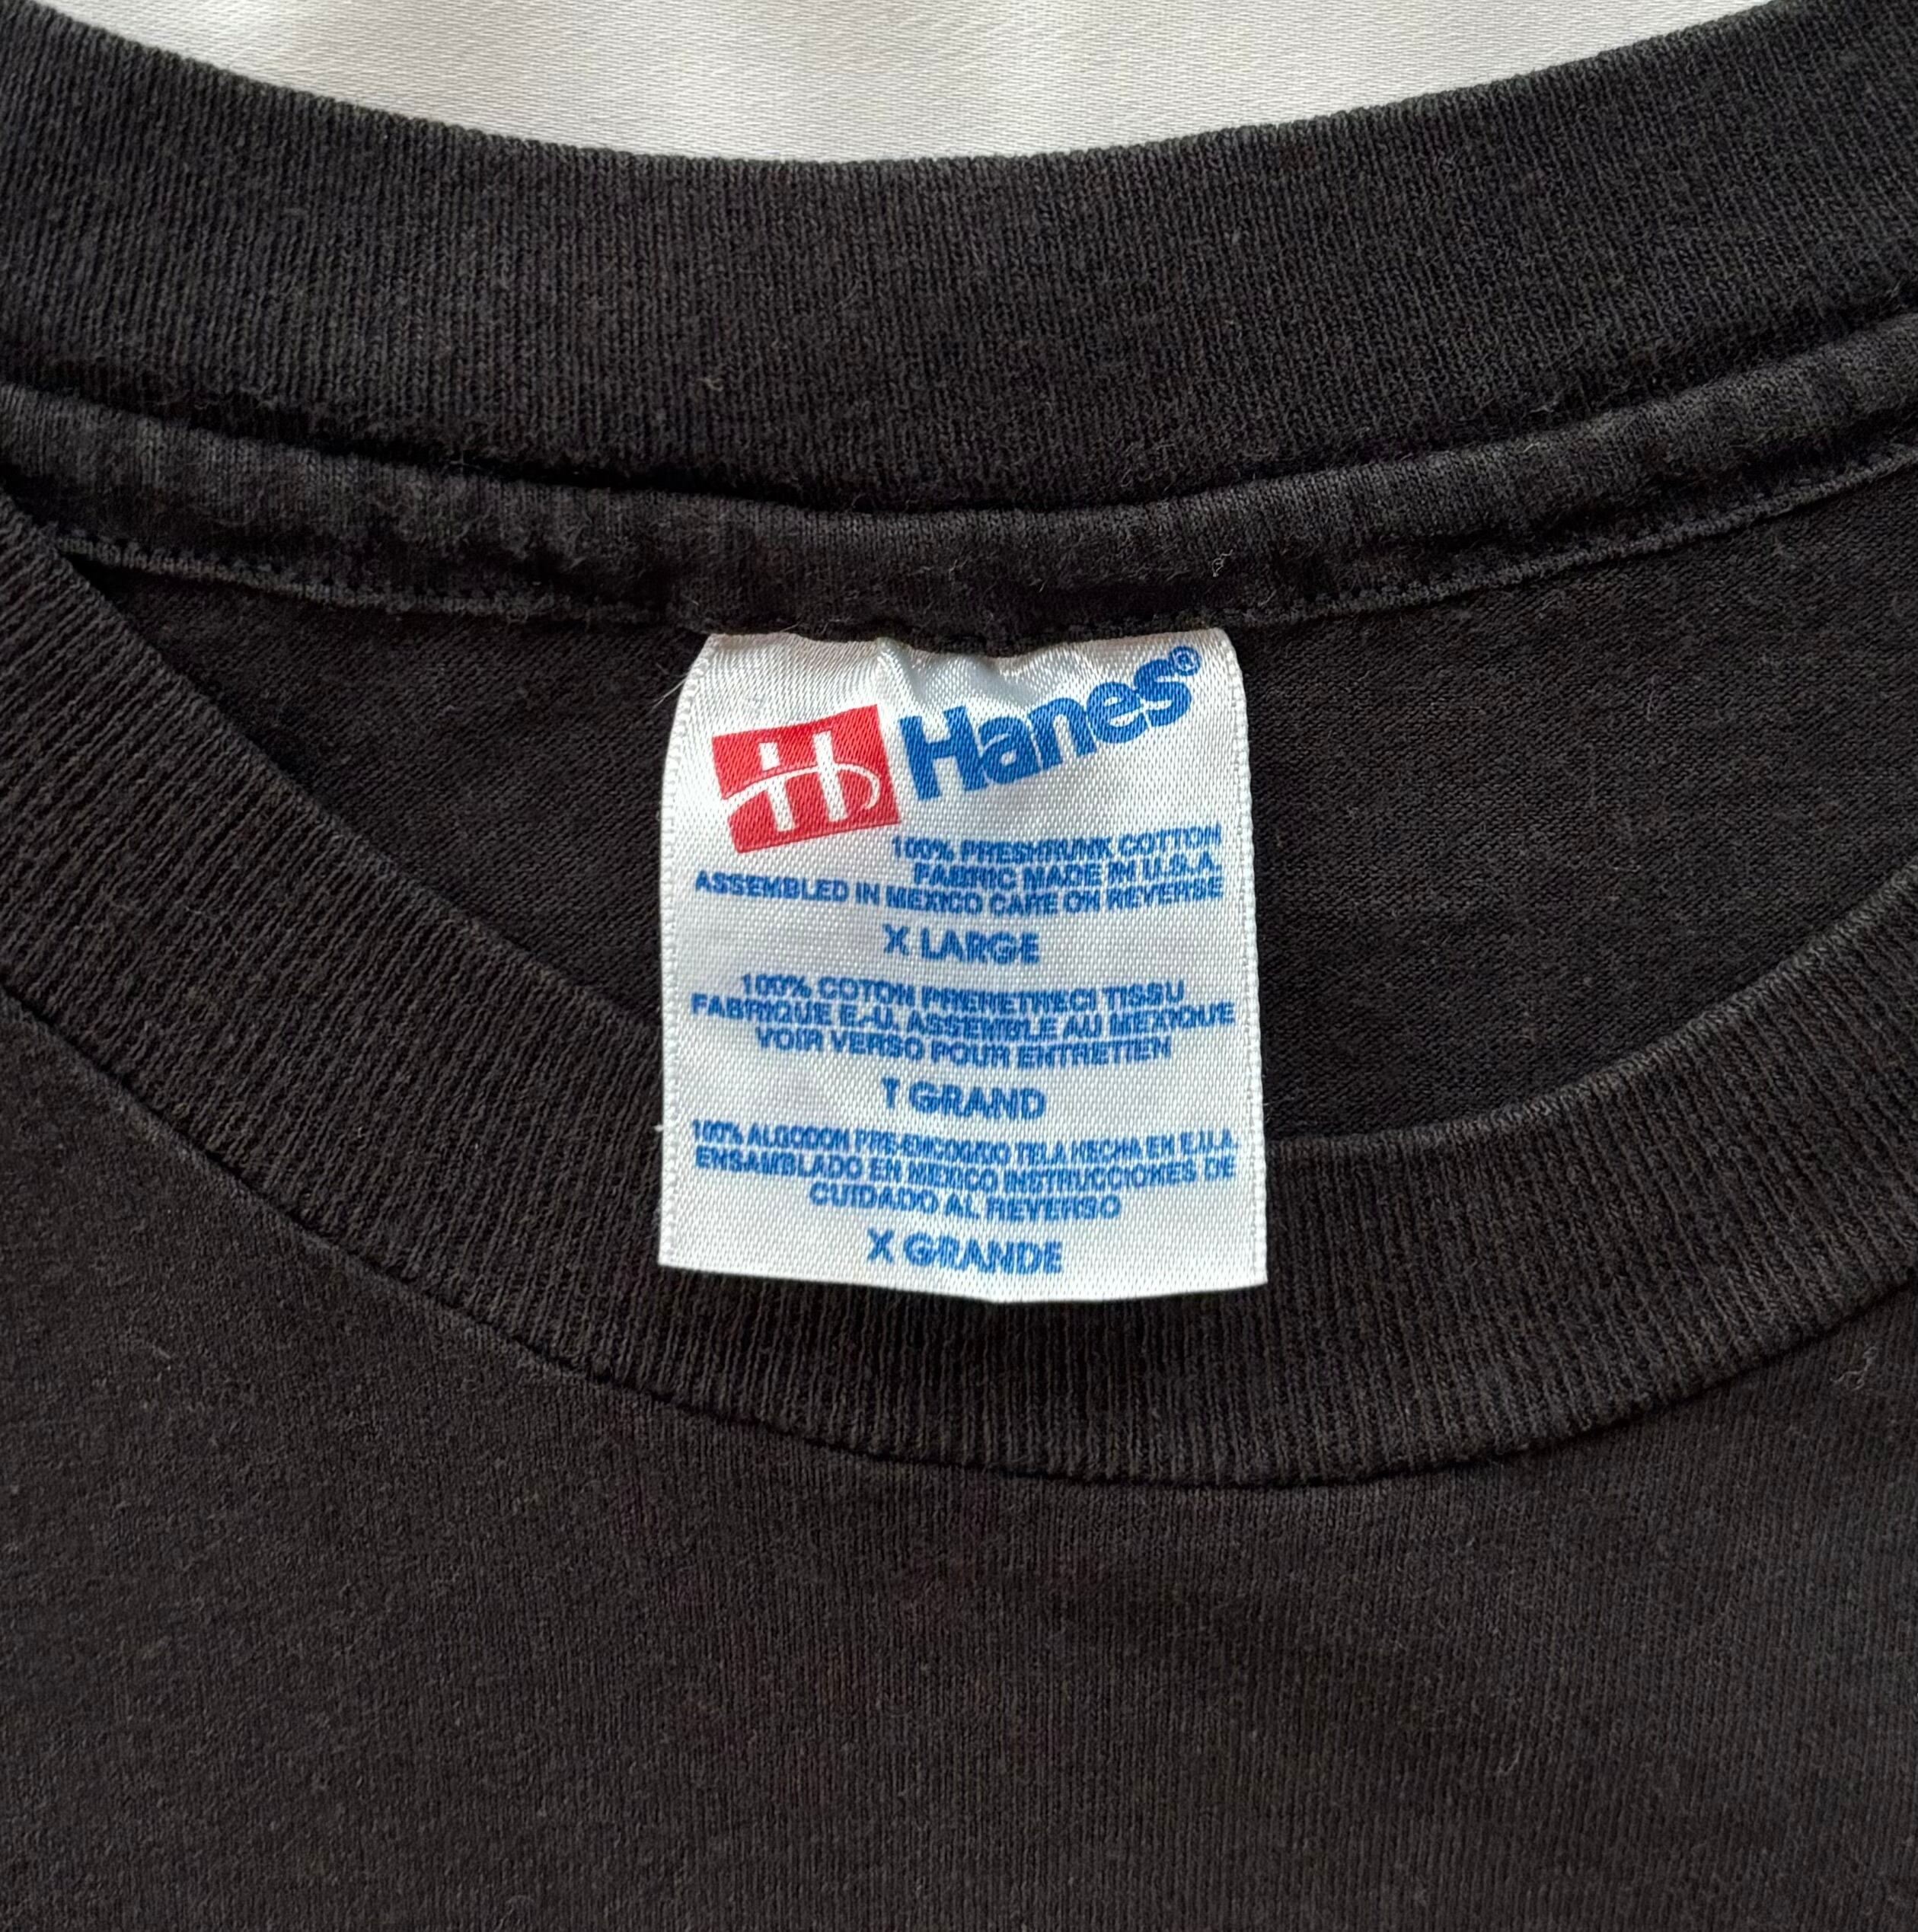 Hanes®
100% PRESHRUNK COTTON
FABRIC MADE IN U.S.A.
ASSEMBLED IN MEXICO CARE ON REVERSE
X LARGE
100% COTON PRERETRECI TISSU
FABRIQUE E.-U. ASSEMBLE AU MEXIQUE
VOIR VERSO POUR ENTRETIEN
T GRAND
100% ALGODON PRE-ENCOGIDO TELA HECHA EN E.U.A.
ENSAMBLADO EN MEXICO INSTRUCCIONES DE
CUIDADO AL REVERSO
X GRANDE